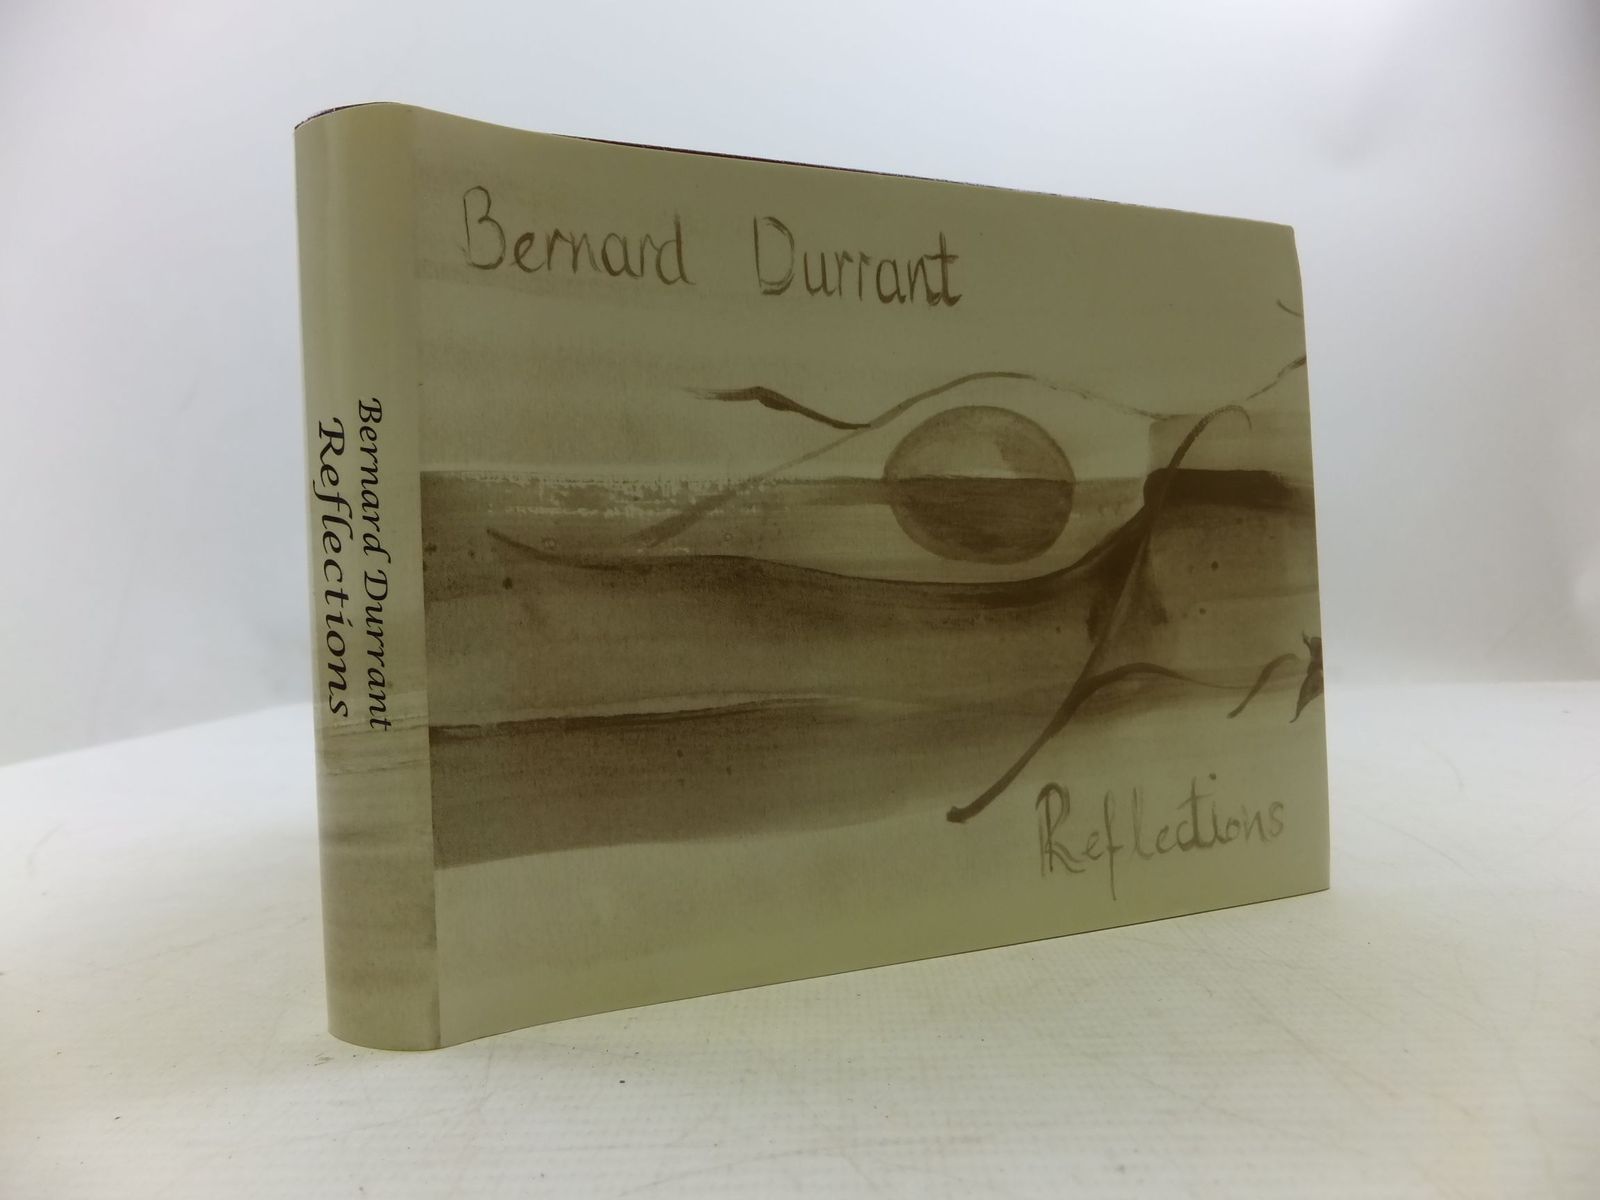 Bernard Durrant
Reflections
Bernard Durrant
Reflections